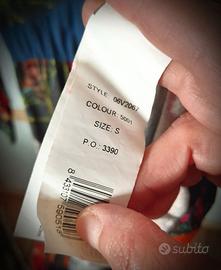 STYLE: 06V2067
COLOUR: 5001
SIZE: S
P.O.: 3390
subito